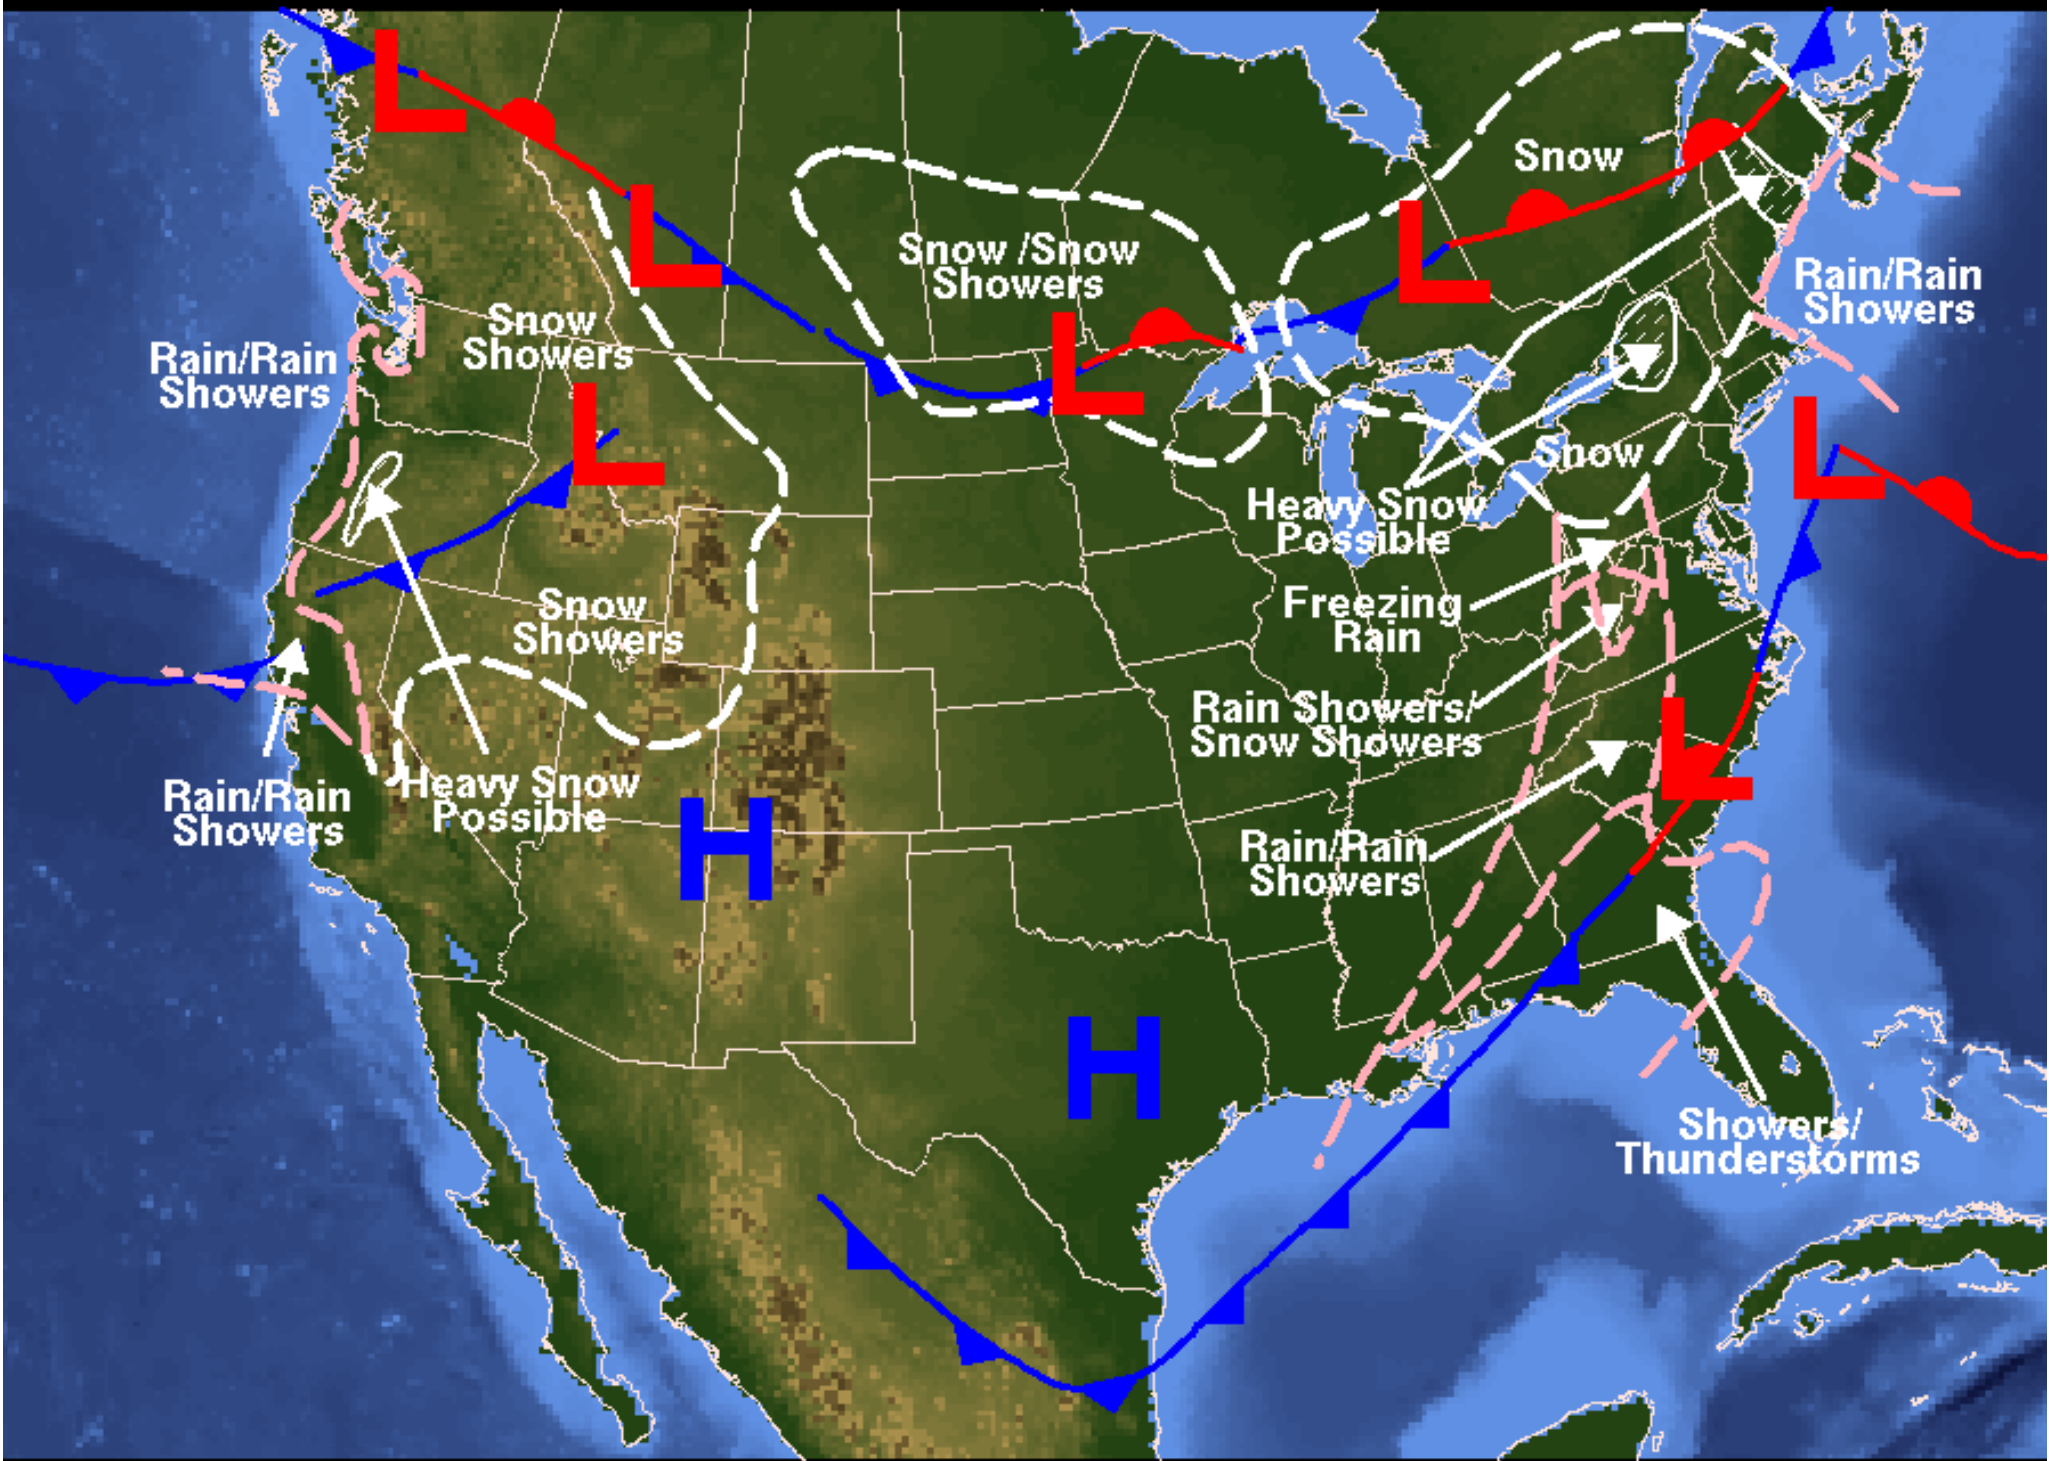 L
L
Snow
L
Snow /Snow
Showers
L
Rain/Rain
Showers
Snow
Showers
Rain/Rain
Showers
L
L
L
Snow
Heavy Snow
Possible
Freezing
Rain
Snow
Showers
Rain Showers/
Snow Showers
L
Heavy Snow
Possible
Rain/Rain
Showers
H
Rain/Rain
Showers
H
Showers/
Thunderstorms